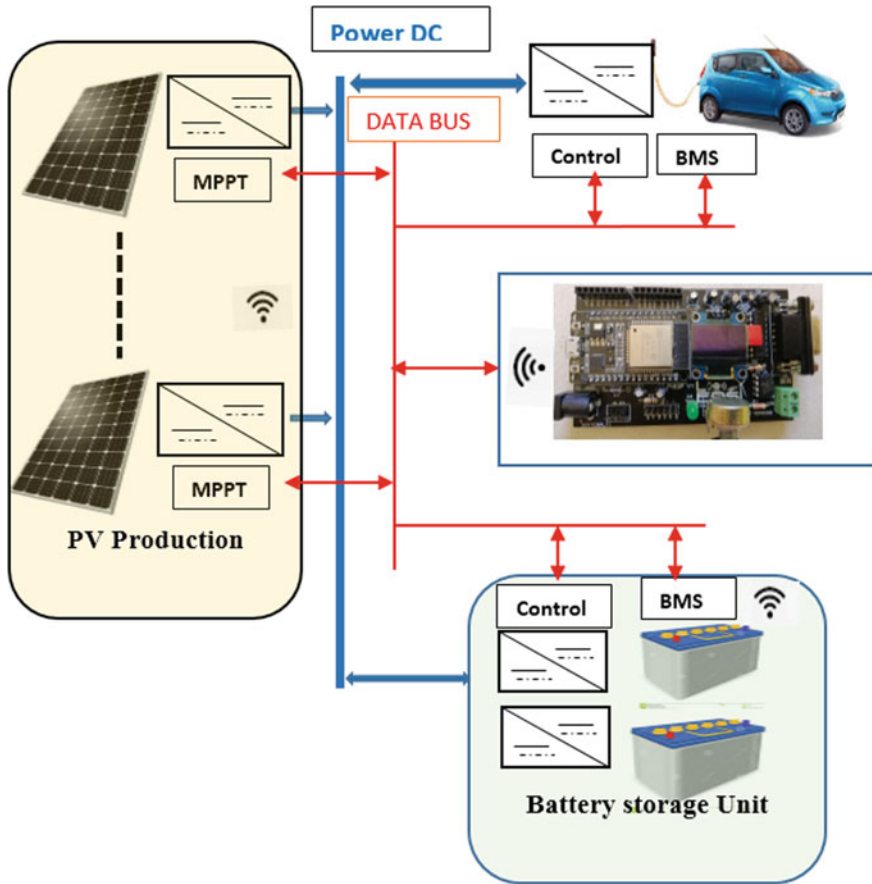 Power DC
DATA BUS
MPPT
Control
BMS
MPPT
PV Production
Control
BMS
Battery storage Unit